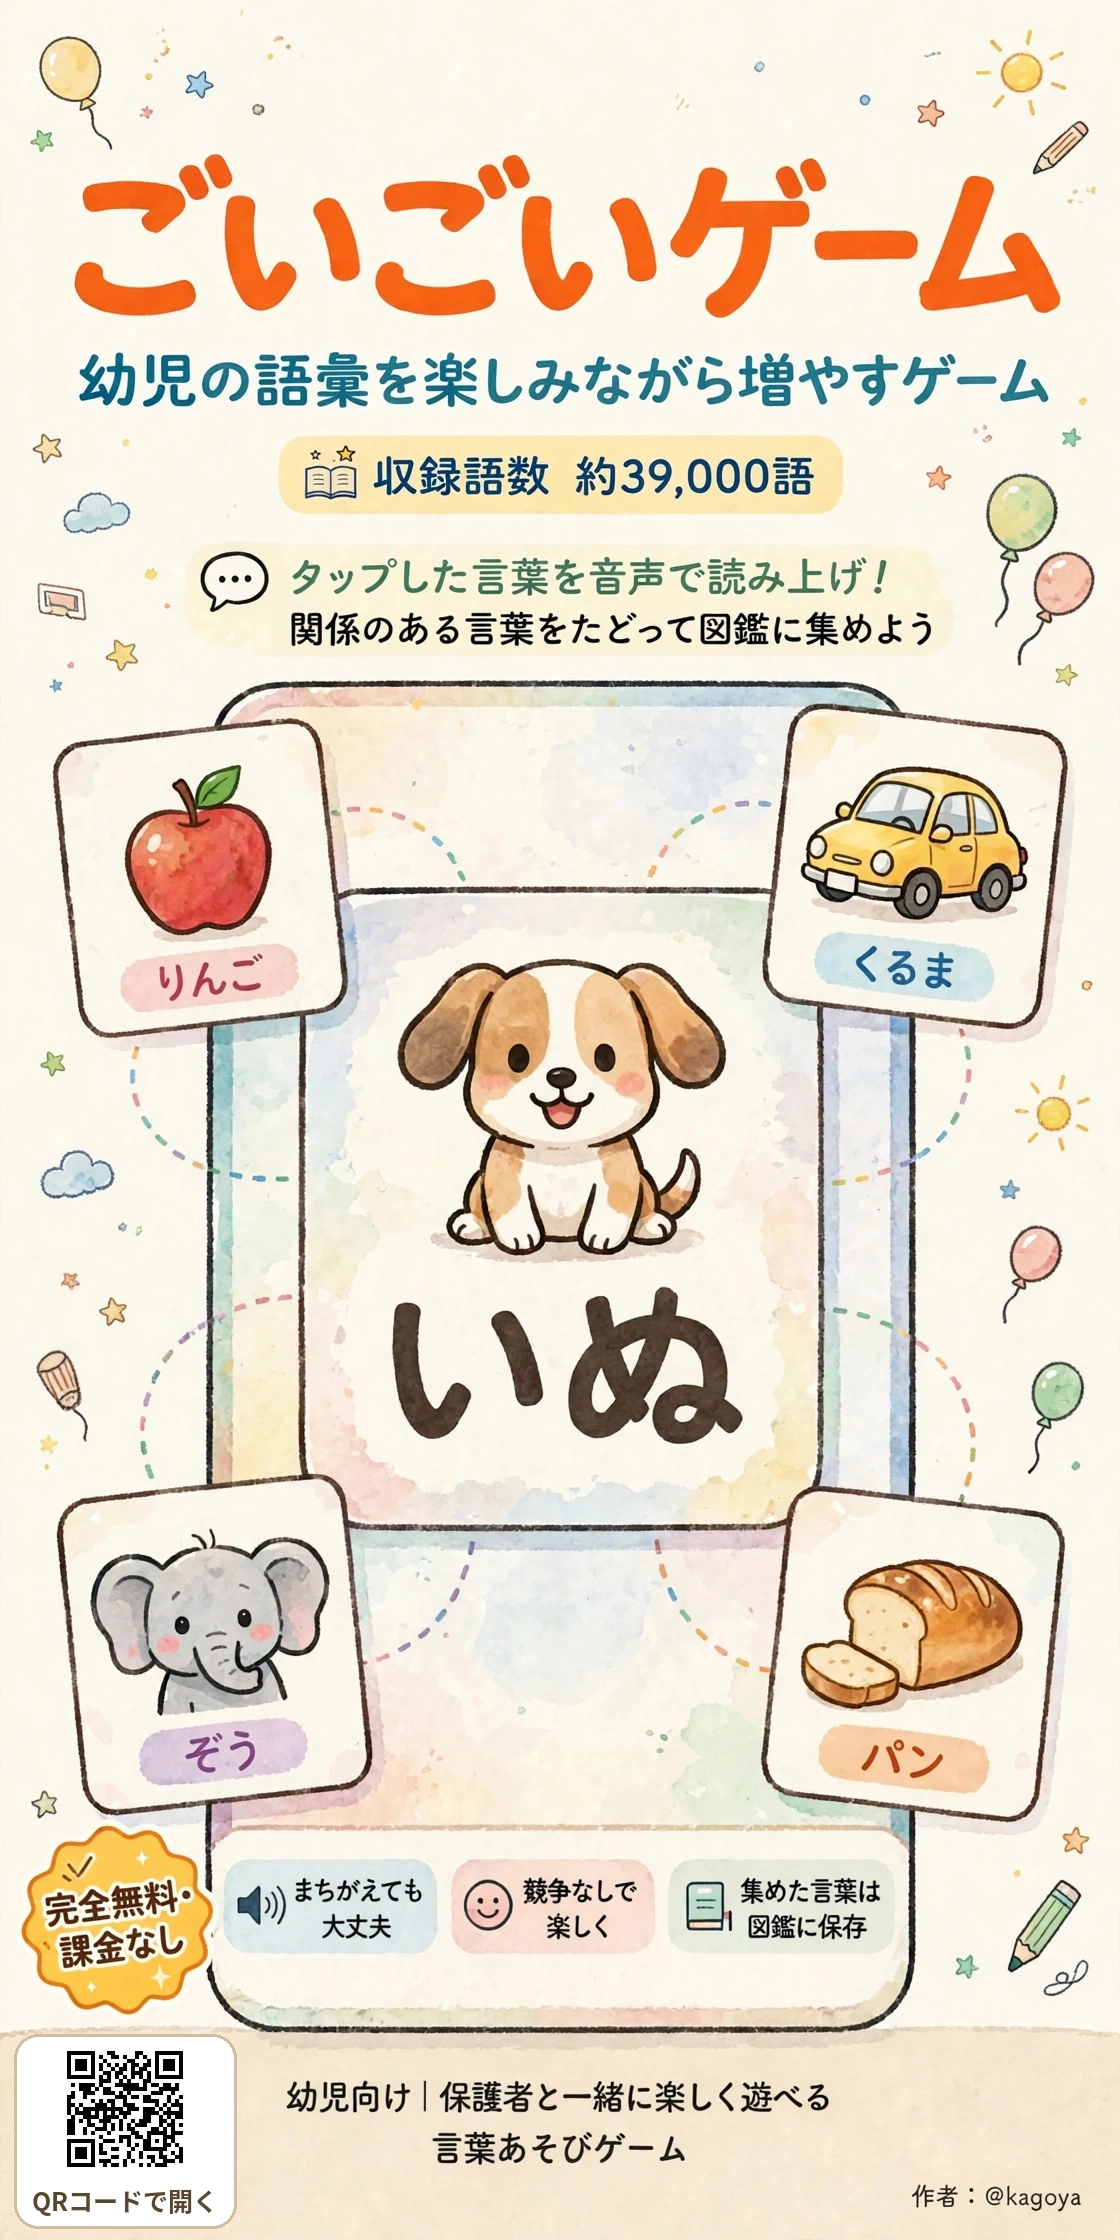 ごいごいゲーム
幼児の語彙を楽しみながら増やすゲーム
収録語数 約39,000語
タップした言葉を音声で読み上げ!
関係のある言葉をたどって図鑑に集めよう
りんご
くるま
いぬ
ぞう
パン
完全無料・
課金なし
まちがえても
大丈夫
競争なしで
楽しく
集めた言葉は
図鑑に保存
QRコードで開く
幼児向け｜保護者と一緒に楽しく遊べる
言葉あそびゲーム
作者：@kagoya